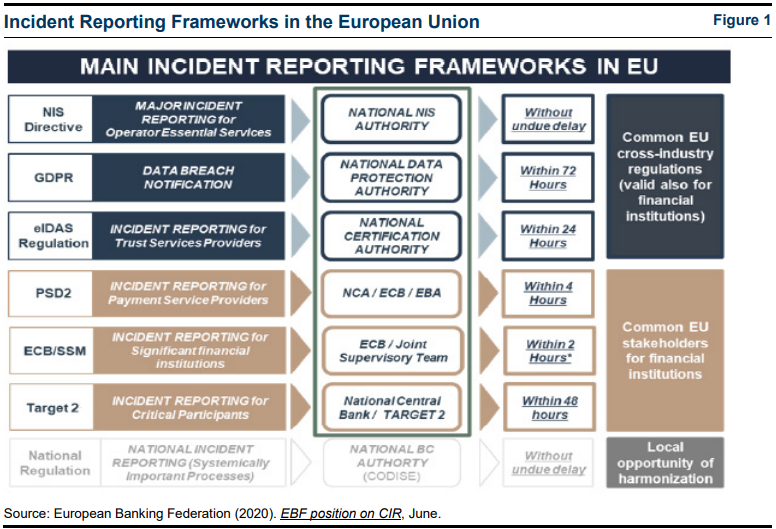 Incident Reporting Frameworks in the European Union
Figure 1
MAIN INCIDENT REPORTING FRAMEWORKS IN EU
NIS
Directive
MAJOR INCIDENT
REPORTING for
Operator Essential Services
NATIONAL NIS
AUTHORITY
Without
undue delay
GDPR
DATA BREACH
NOTIFICATION
NATIONAL DATA
PROTECTION
AUTHORITY
Within 72
Hours
eIDAS
Regulation
INCIDENT REPORTING for
Trust Services Providers
NATIONAL
CERTIFICATION
AUTHORITY
Within 24
Hours
Common EU
cross-industry
regulations
(valid also for
financial
institutions)
PSD2
INCIDENT REPORTING for
Payment Service Providers
NCA / ECB / EBA
Within 4
Hours
ECB/SSM
INCIDENT REPORTING for
Significant financial
institutions
ECB / Joint
Supervisory Team
Within 2
Hours*
Target 2
INCIDENT REPORTING for
Critical Participants
National Central
Bank / TARGET 2
Within 48
hours
Common EU
stakeholders
for financial
institutions
National
Regulation
NATIONAL INCIDENT
REPORTING (Systemically
Important Processes)
NATIONAL BC
AUTHORTY
(CODISE)
Without
undue delay
Local
opportunity of
harmonization
Source: European Banking Federation (2020). EBF position on CIR, June.